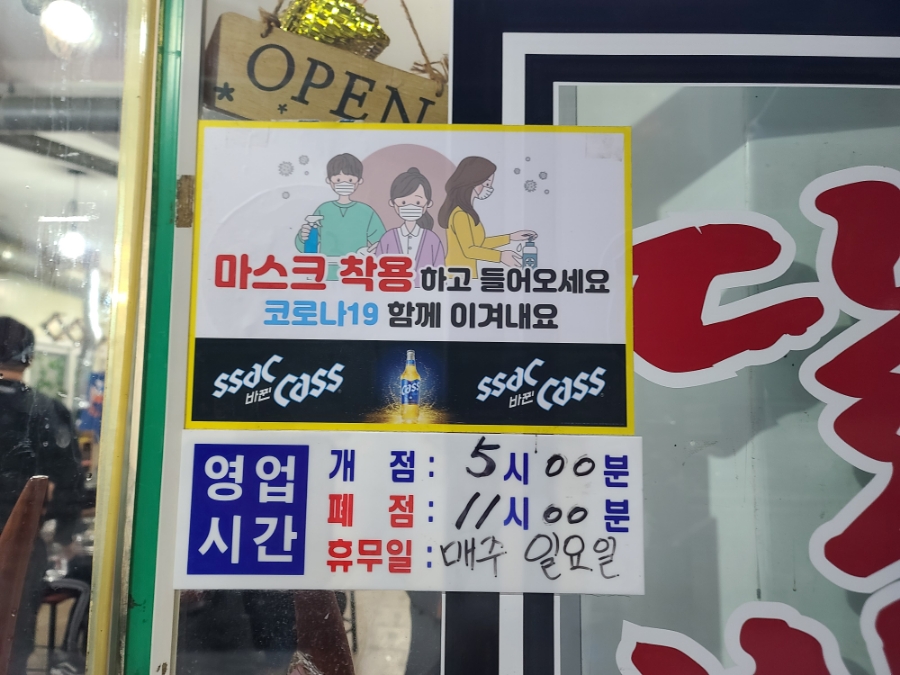 OPEN
마스크 착용 하고 들어오세요
코로나19 함께 이겨내요
ssac 바뀐 cass
cass
ssac 바뀐 cass
영업시간
개 점 : 5시 00분
폐 점 : 11시 00분
휴무일 : 매주 일요일